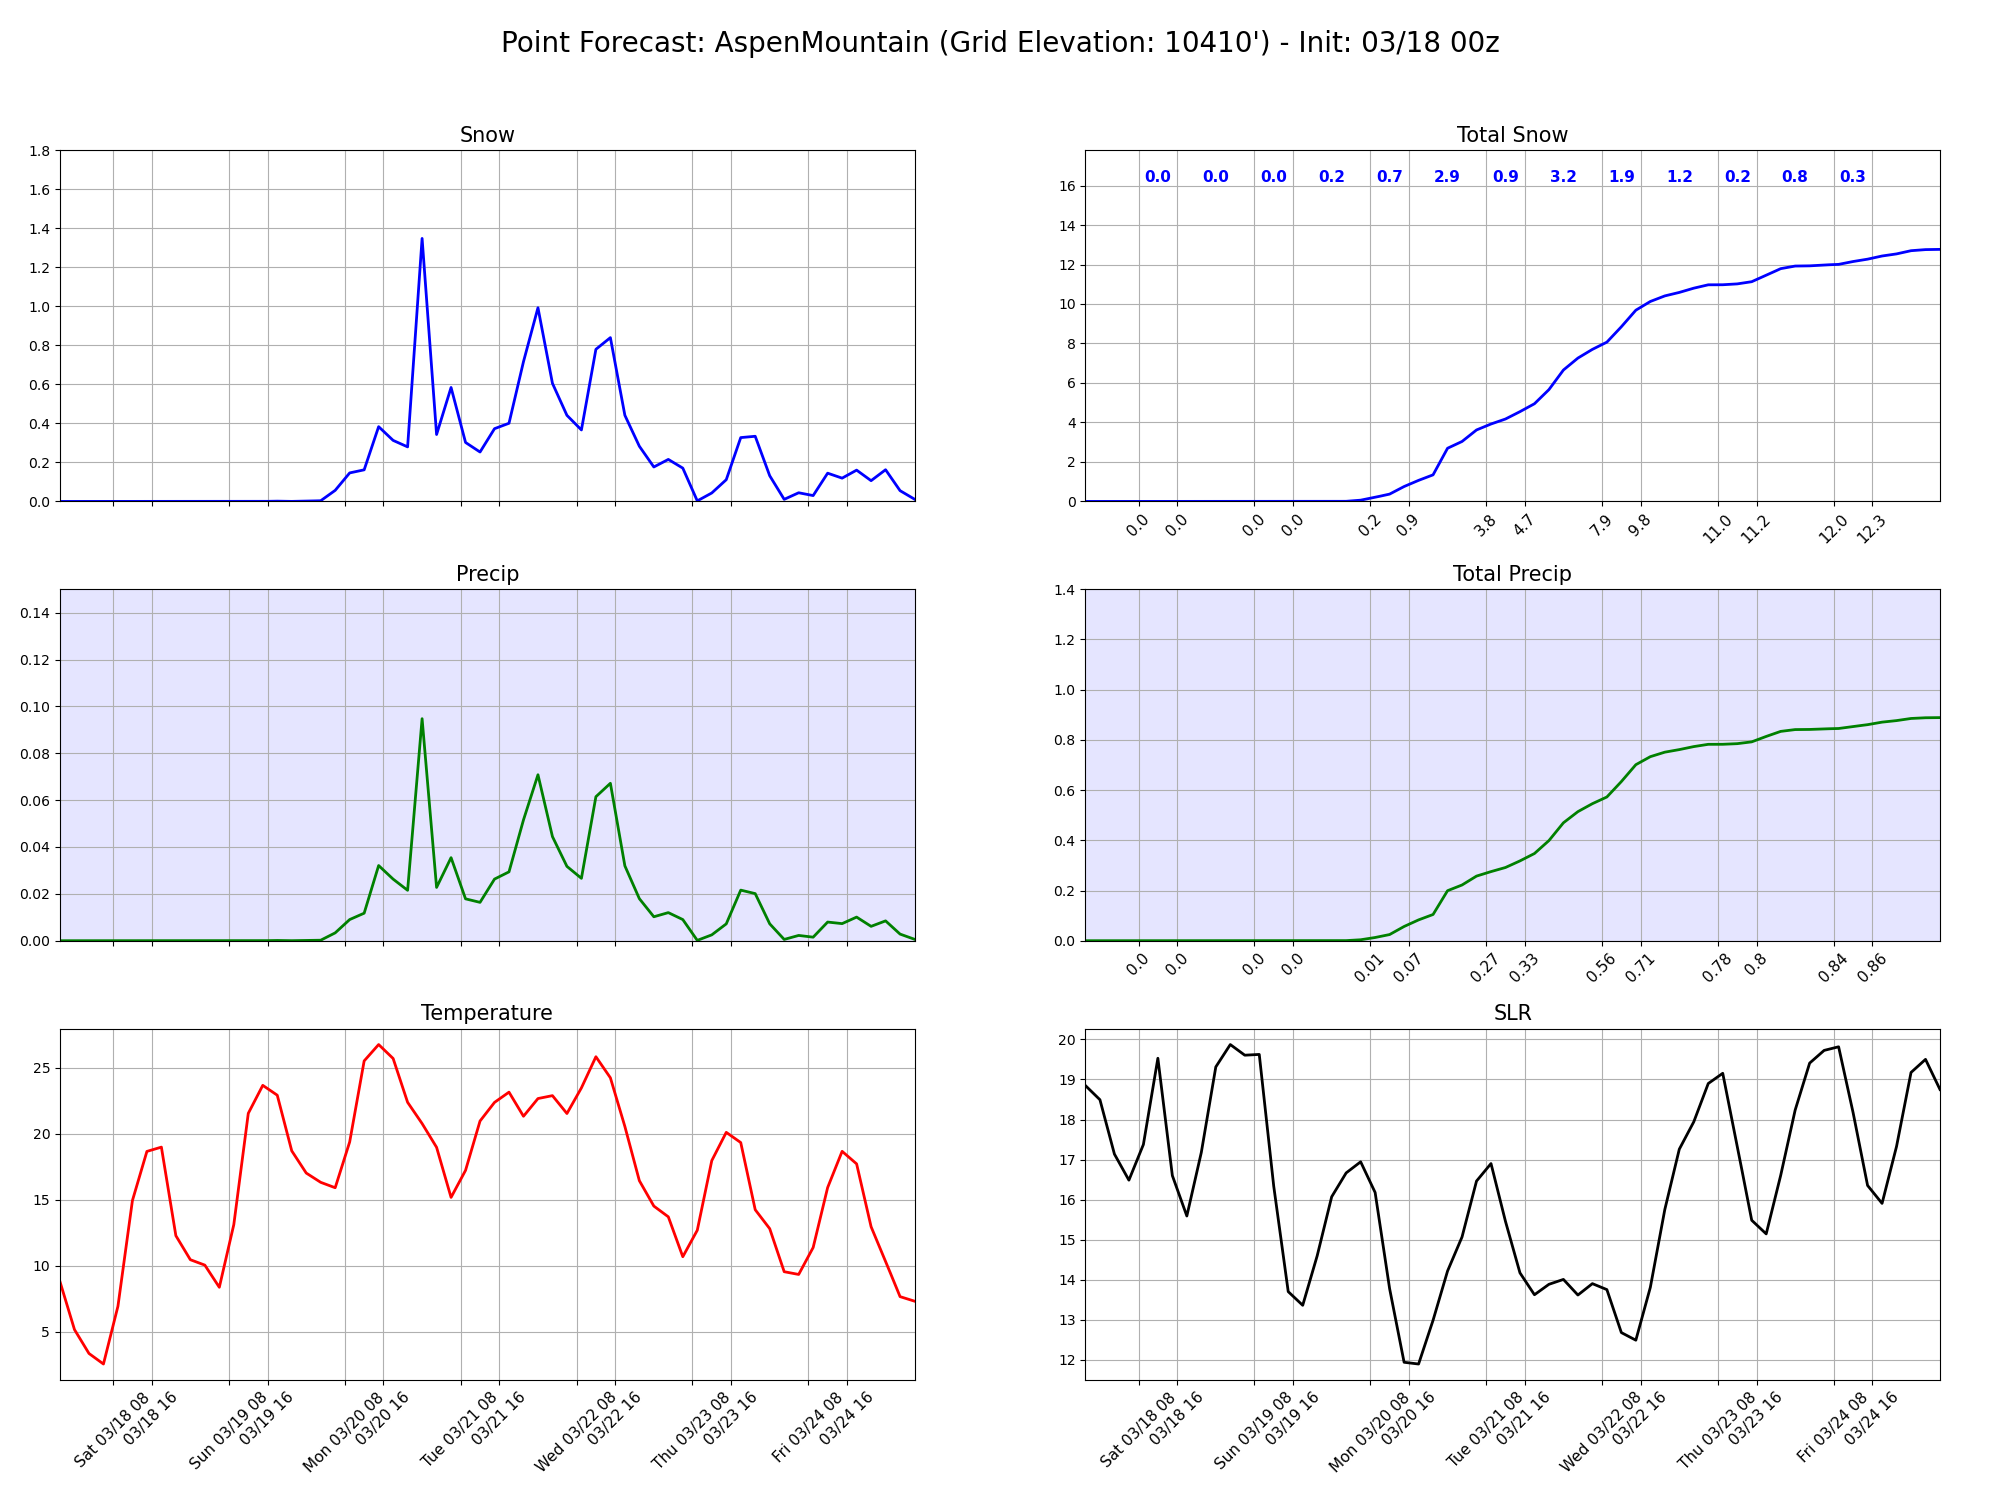 Point Forecast: AspenMountain (Grid Elevation: 10410') - Init: 03/18 00z
Snow
1.8
1.6
1.4
1.2
1.0
0.8
0.6
0.4
0.2
0.0
Total Snow
0.0 0.0 0.0 0.2 0.7 2.9 0.9 3.2 1.9 1.2 0.2 0.8 0.3
16
14
12
10
8
6
4
2
0
0.0 0.0 0.0 0.0 0.2 0.9 3.8 4.7 7.9 9.8 11.0 11.2 12.0 12.3
Precip
0.14
0.12
0.10
0.08
0.06
0.04
0.02
0.00
Total Precip
1.4
1.2
1.0
0.8
0.6
0.4
0.2
0.0
0.0 0.0 0.0 0.0 0.01 0.07 0.27 0.33 0.56 0.71 0.78 0.8 0.84 0.86
Temperature
25
20
15
10
5
Sat 03/18 08
03/18 16
Sun 03/19 08
03/19 16
Mon 03/20 08
03/20 16
Tue 03/21 08
03/21 16
Wed 03/22 08
03/22 16
Thu 03/23 08
03/23 16
Fri 03/24 08
03/24 16
SLR
20
19
18
17
16
15
14
13
12
Sat 03/18 08
03/18 16
Sun 03/19 08
03/19 16
Mon 03/20 08
03/20 16
Tue 03/21 08
03/21 16
Wed 03/22 08
03/22 16
Thu 03/23 08
03/23 16
Fri 03/24 08
03/24 16